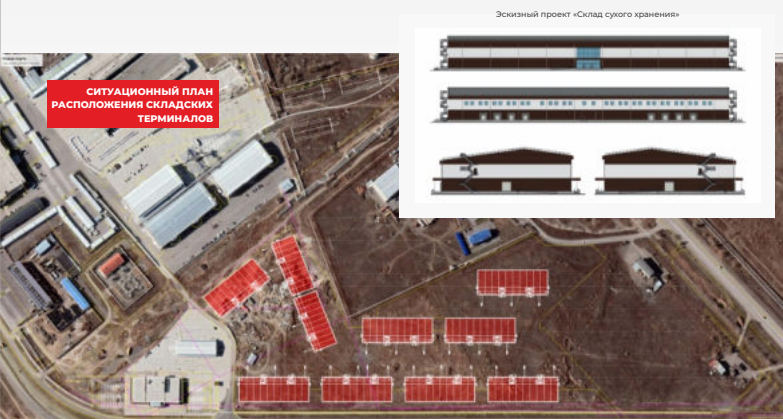 Эскизный проект «Склад сухого хранения»
СИТУАЦИОННЫЙ ПЛАН
РАСПОЛОЖЕНИЯ СКЛАДСКИХ
ТЕРМИНАЛОВ